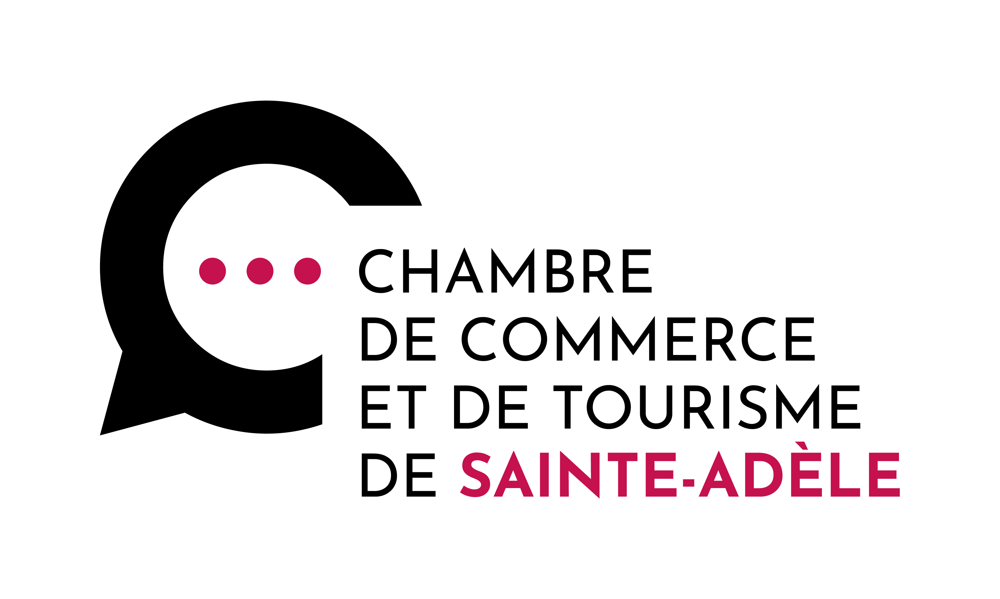 CHAMBRE
DE COMMERCE
ET DE TOURISME
DE SAINTE-ADÈLE